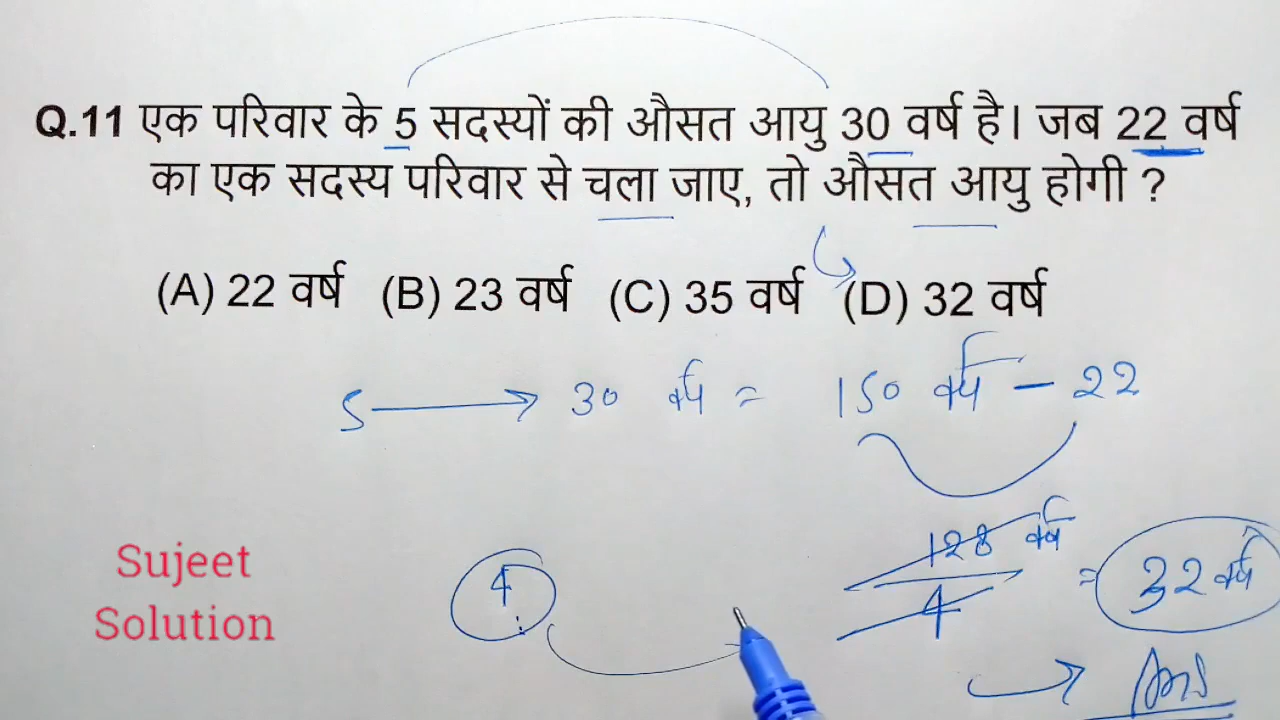 Q.11 एक परिवार के 5 सदस्यों की औसत आयु 30 वर्ष है। जब 22 वर्ष
का एक सदस्य परिवार से चला जाए, तो औसत आयु होगी ?
(A) 22 वर्ष (B) 23 वर्ष (C) 35 वर्ष (D) 32 वर्ष
5 → 30 वर्ष = 150 वर्ष - 22
128 वर्ष
4 4 = 32 वर्ष
→ Ans
Sujeet
Solution